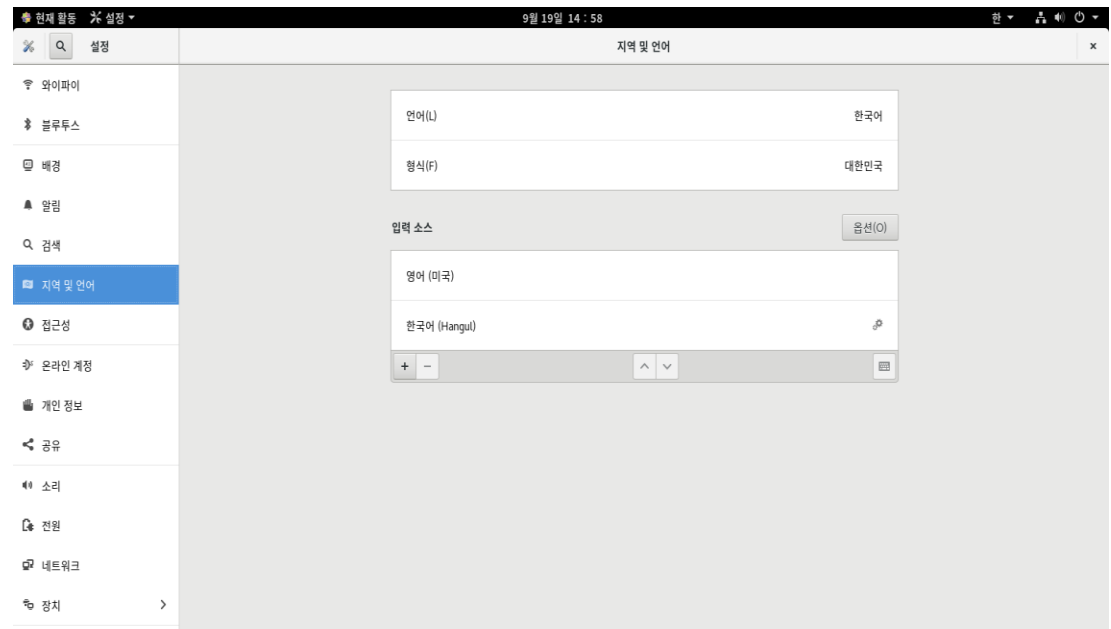 현재 활동 설정 9월 19일 14 : 58 한
설정 지역 및 언어
와이파이
블루투스
배경
알림
검색
지역 및 언어
접근성
온라인 계정
개인 정보
공유
소리
전원
네트워크
장치
언어(L) 한국어
형식(F) 대한민국
입력 소스 옵션(O)
영어 (미국)
한국어 (Hangul)